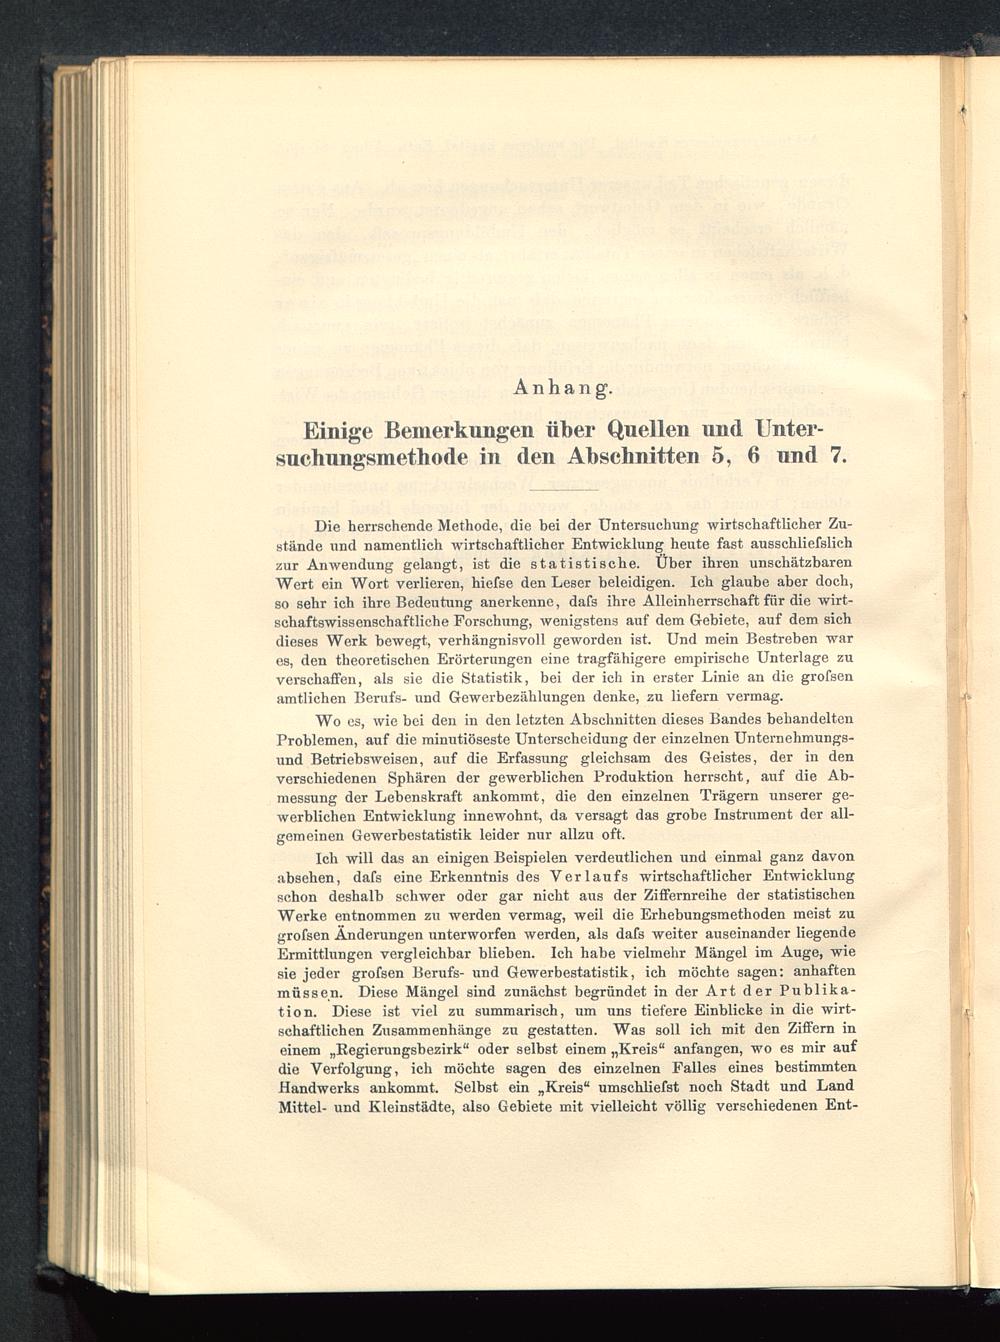 Anhang.
Einige Bemerkungen über Quellen und Unter-
suchungsmethode in den Abschnitten 5, 6 und 7.
Die herrschende Methode, die bei der Untersuchung wirtschaftlicher Zu-
stände und namentlich wirtschaftlicher Entwicklung heute fast ausschliefslich
zur Anwendung gelangt, ist die statistische. Über ihren unschätzbaren
Wert ein Wort verlieren, hiefse den Leser beleidigen. Ich glaube aber doch,
so sehr ich ihre Bedeutung anerkenne, dafs ihre Alleinherrschaft für die wirt-
schaftswissenschaftliche Forschung, wenigstens auf dem Gebiete, auf dem sich
dieses Werk bewegt, verhängnisvoll geworden ist. Und mein Bestreben war
es, den theoretischen Erörterungen eine tragfähigere empirische Unterlage zu
verschaffen, als sie die Statistik, bei der ich in erster Linie an die grofsen
amtlichen Berufs- und Gewerbezählungen denke, zu liefern vermag.
Wo es, wie bei den in den letzten Abschnitten dieses Bandes behandelten
Problemen, auf die minutiöseste Unterscheidung der einzelnen Unternehmungs-
und Betriebsweisen, auf die Erfassung gleichsam des Geistes, der in den
verschiedenen Sphären der gewerblichen Produktion herrscht, auf die Ab-
messung der Lebenskraft ankommt, die den einzelnen Trägern unserer ge-
werblichen Entwicklung innewohnt, da versagt das grobe Instrument der all-
gemeinen Gewerbestatistik leider nur allzu oft.
Ich will das an einigen Beispielen verdeutlichen und einmal ganz davon
absehen, dafs eine Erkenntnis des Verlaufs wirtschaftlicher Entwicklung
schon deshalb schwer oder gar nicht aus der Ziffernreihe der statistischen
Werke entnommen zu werden vermag, weil die Erhebungsmethoden meist zu
grofsen Änderungen unterworfen werden, als dafs weiter auseinander liegende
Ermittlungen vergleichbar blieben. Ich habe vielmehr Mängel im Auge, wie
sie jeder grofsen Berufs- und Gewerbestatistik, ich möchte sagen: anhaften
müssen. Diese Mängel sind zunächst begründet in der Art der Publika-
tion. Diese ist viel zu summarisch, um uns tiefere Einblicke in die wirt-
schaftlichen Zusammenhänge zu gestatten. Was soll ich mit den Ziffern in
einem „Regierungsbezirk“ oder selbst einem „Kreis“ anfangen, wo es mir auf
die Verfolgung, ich möchte sagen des einzelnen Falles eines bestimmten
Handwerks ankommt. Selbst ein „Kreis“ umschliefst noch Stadt und Land
Mittel- und Kleinstädte, also Gebiete mit vielleicht völlig verschiedenen Ent-